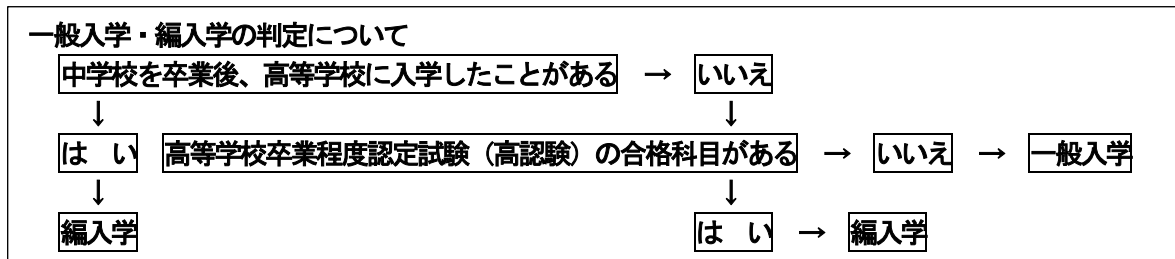 一般入学・編入学の判定について
中学校を卒業後、高等学校に入学したことがある → いいえ
↓ ↓
は い 高等学校卒業程度認定試験（高認験）の合格科目がある → いいえ → 一般入学
↓ ↓
編入学 は い → 編入学